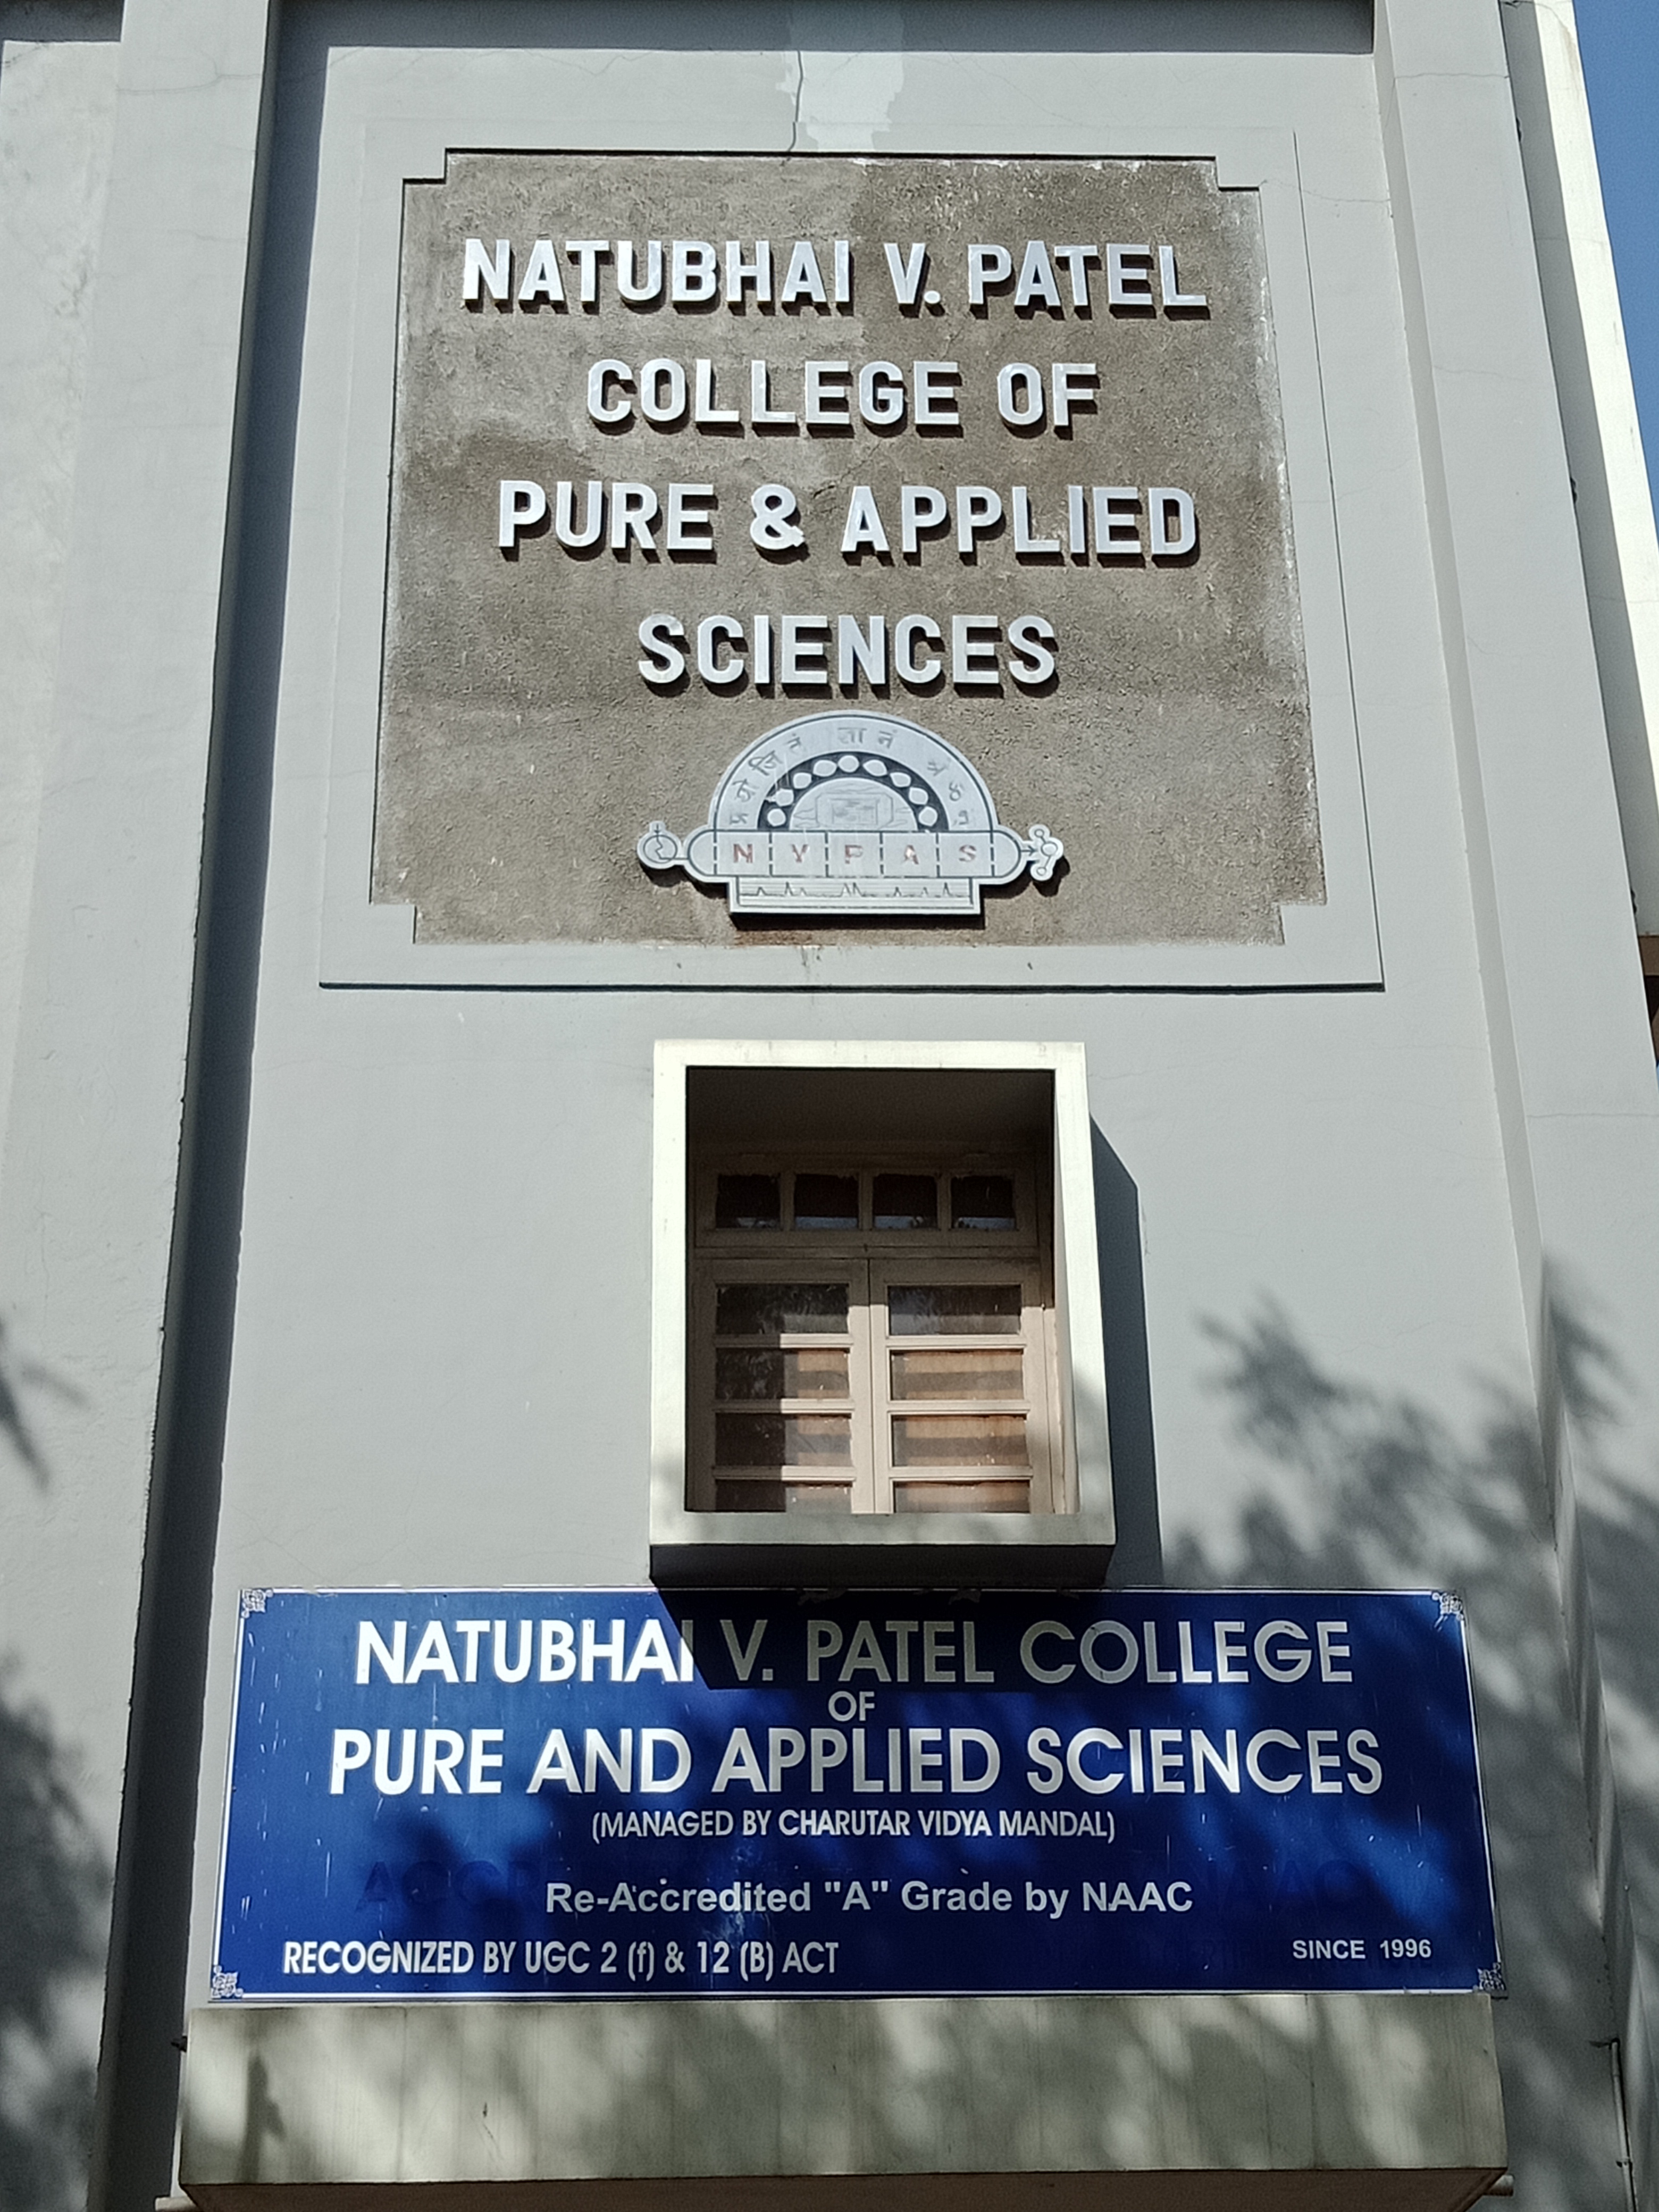 NATUBHAI V. PATEL
COLLEGE OF
PURE & APPLIED
SCIENCES
N V P A S
NATUBHAI V. PATEL COLLEGE
OF
PURE AND APPLIED SCIENCES
(MANAGED BY CHARUTAR VIDYA MANDAL)
Re-Accredited "A" Grade by NAAC
RECOGNIZED BY UGC 2 (f) & 12 (B) ACT
SINCE 1996